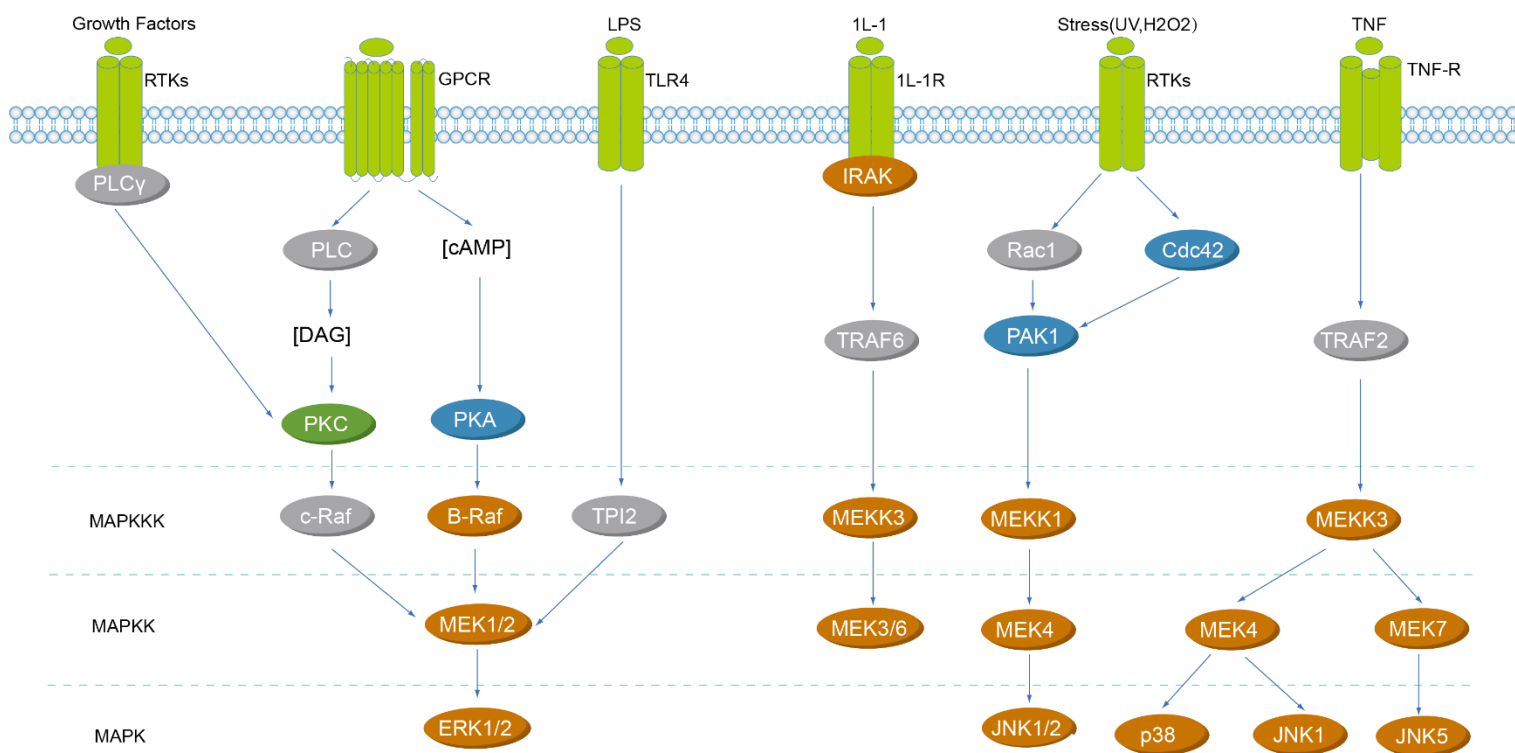 Growth Factors
LPS
1L-1
Stress(UV,H2O2)
TNF
RTKs
GPCR
TLR4
1L-1R
RTKs
TNF-R
PLCγ
IRAK
PLC
[cAMP]
Rac1
Cdc42
[DAG]
TRAF6
PAK1
TRAF2
PKC
PKA
MAPKKK
c-Raf
B-Raf
TPI2
MEKK3
MEKK1
MEKK3
MAPKK
MEK1/2
MEK3/6
MEK4
MEK4
MEK7
MAPK
ERK1/2
JNK1/2
p38
JNK1
JNK5